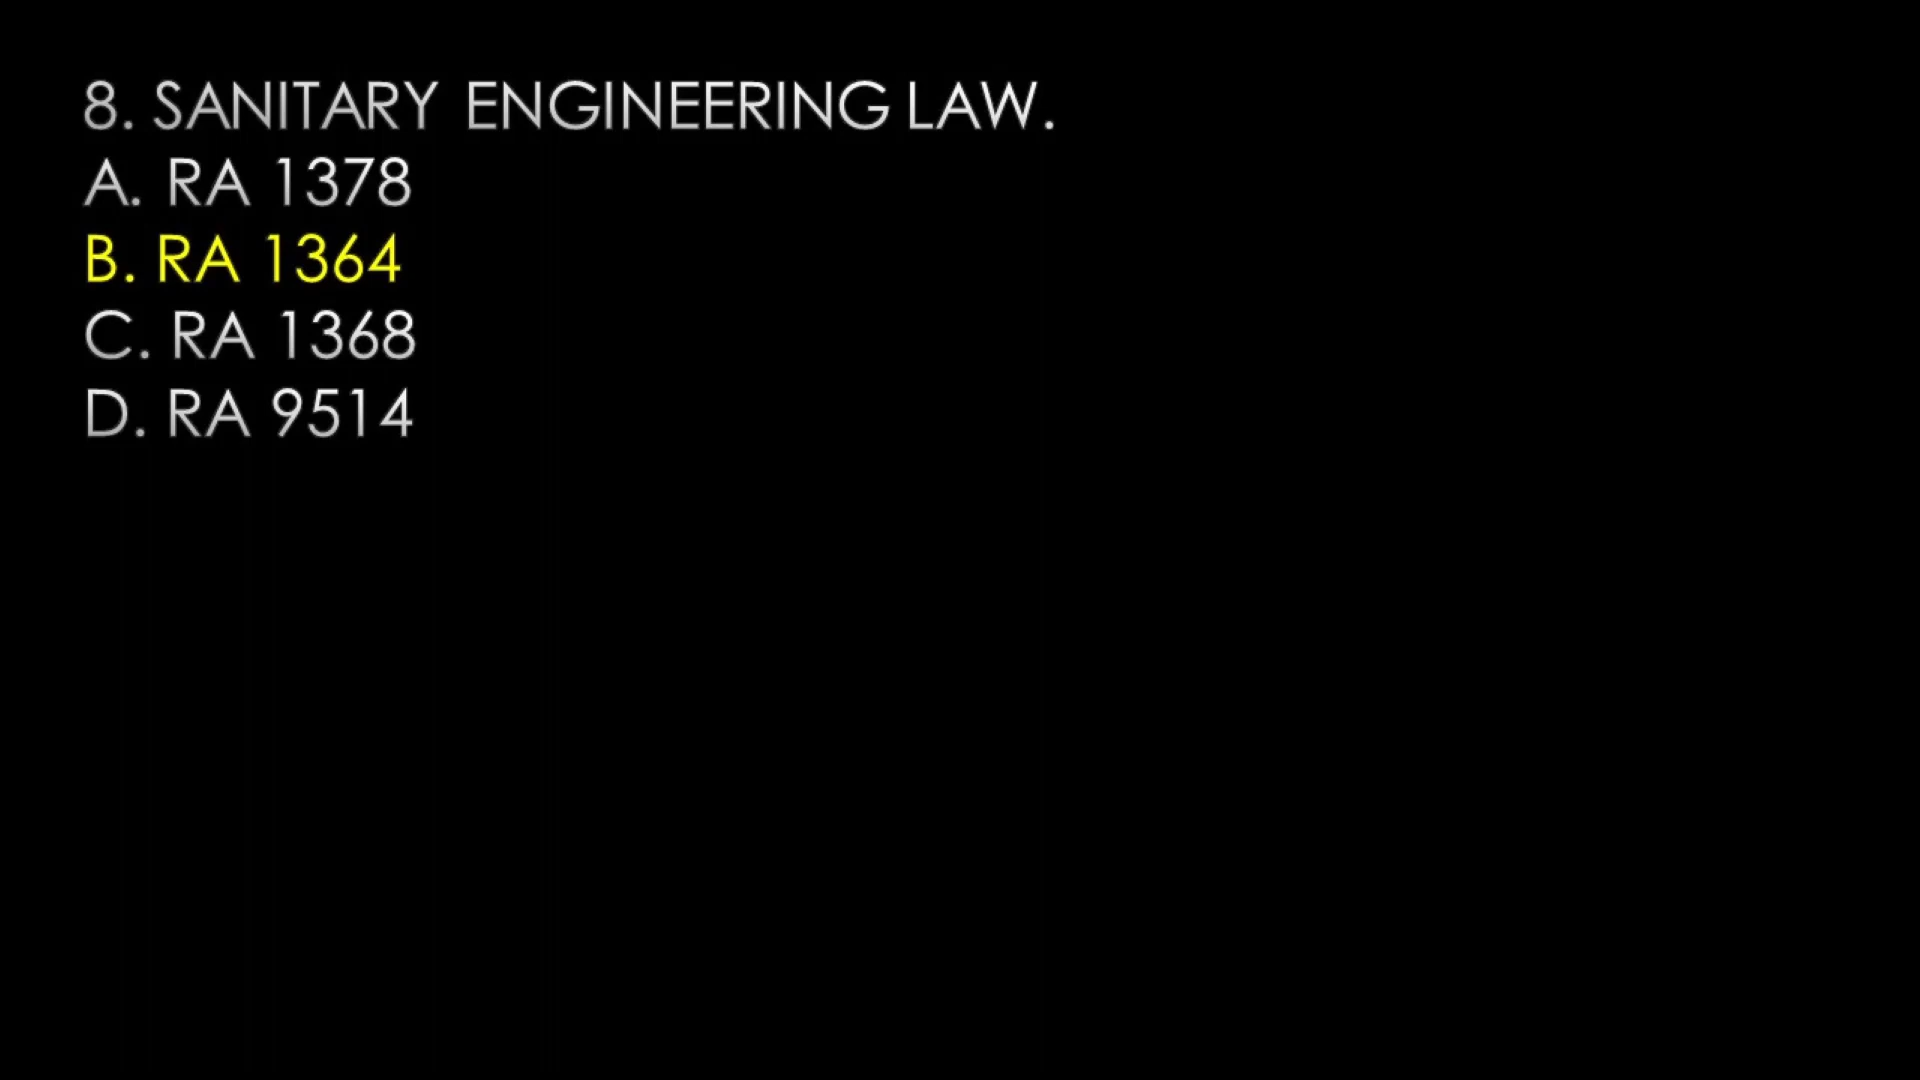 8. SANITARY ENGINEERING LAW.
A. RA 1378
B. RA 1364
C. RA 1368
D. RA 9514